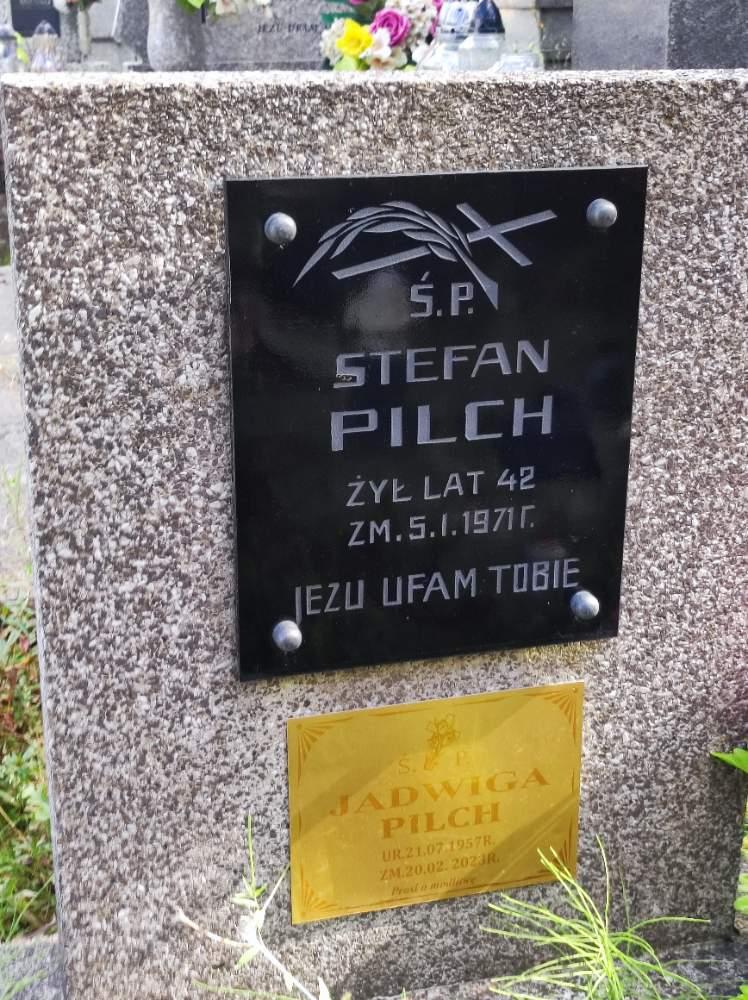 Ś.P.
STEFAN
PILCH
ŻYŁ LAT 42
ZM. 5.I.1971 r.
JEZU UFAM TOBIE
S. P.
JADWIGA
PILCH
UR.21.07.1957R.
ZM.20.02. 2023R.
Prosi o modlitwę